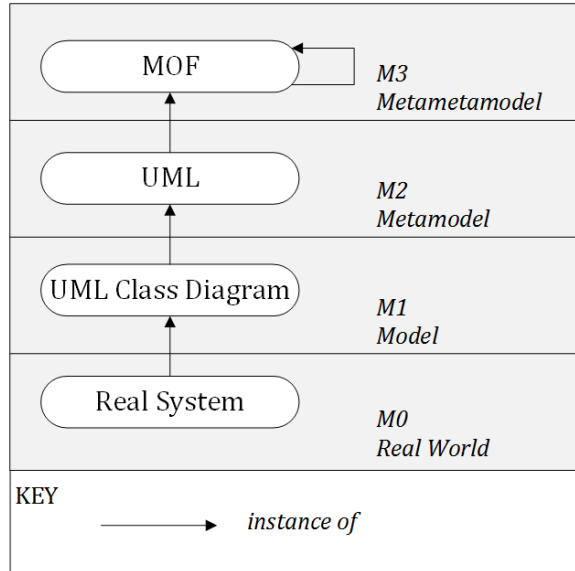 MOF
M3
Metametamodel
UML
M2
Metamodel
UML Class Diagram
M1
Model
Real System
M0
Real World
KEY
instance of